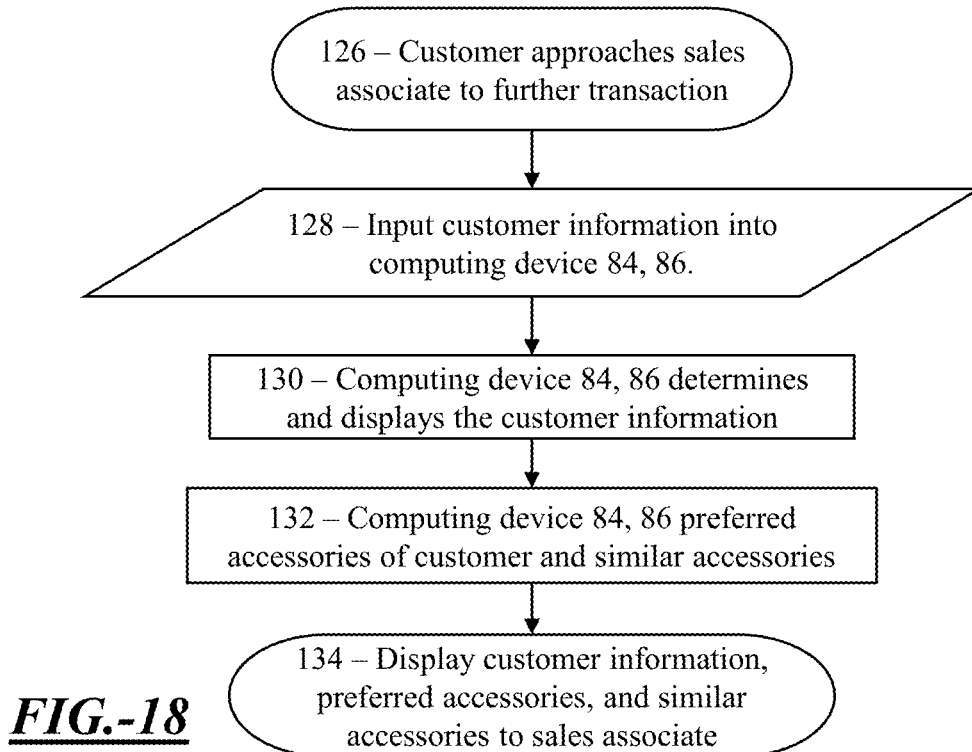 126 – Customer approaches sales
associate to further transaction
128 – Input customer information into
computing device 84, 86.
130 – Computing device 84, 86 determines
and displays the customer information
132 – Computing device 84, 86 preferred
accessories of customer and similar accessories
134 – Display customer information,
preferred accessories, and similar
accessories to sales associate
FIG.-18